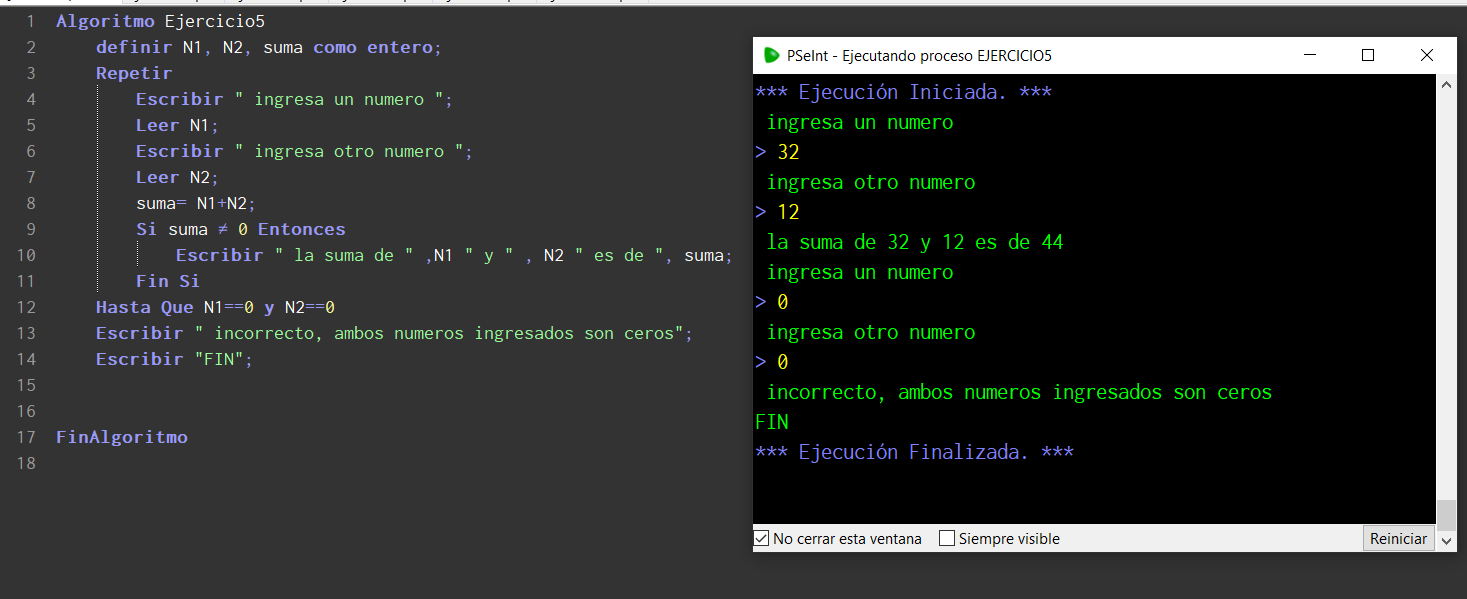 1 Algoritmo Ejercicio5
2 definir N1, N2, suma como entero;
3 Repetir
4 Escribir " ingresa un numero ";
5 Leer N1;
6 Escribir " ingresa otro numero ";
7 Leer N2;
8 suma= N1+N2;
9 Si suma ≠ 0 Entonces
10 Escribir " la suma de " ,N1 " y " , N2 " es de ", suma;
11 Fin Si
12 Hasta Que N1==0 y N2==0
13 Escribir " incorrecto, ambos numeros ingresados son ceros";
14 Escribir "FIN";
15
16
17 FinAlgoritmo
18
PSeInt - Ejecutando proceso EJERCICIO5
*** Ejecución Iniciada. ***
ingresa un numero
> 32
ingresa otro numero
> 12
la suma de 32 y 12 es de 44
ingresa un numero
> 0
ingresa otro numero
> 0
incorrecto, ambos numeros ingresados son ceros
FIN
*** Ejecución Finalizada. ***
No cerrar esta ventana Siempre visible Reiniciar